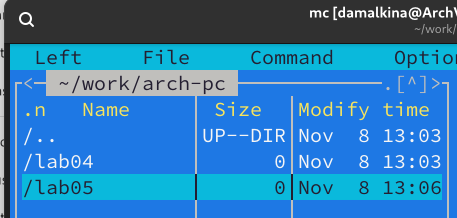 mc [damalkina@ArchV
~/work/
Left File Command Optio
<- ~/work/arch-pc .[^]>
.n Name Size Modify time
/.. UP--DIR Nov 8 13:03
/lab04 0 Nov 8 13:03
/lab05 0 Nov 8 13:06